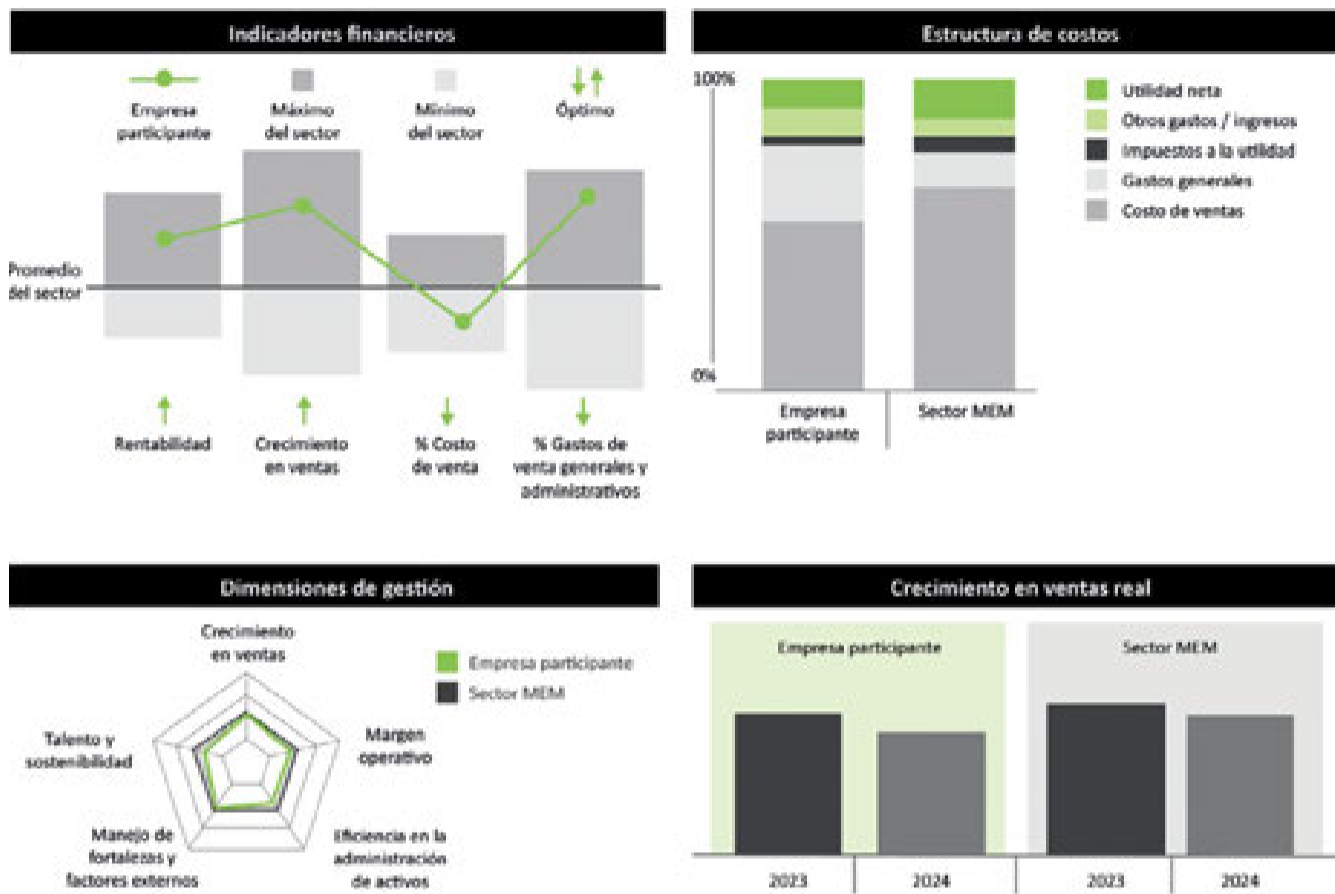 Indicadores financieros
Empresa
participante
Máximo
del sector
Mínimo
del sector
Óptimo
Promedio
del sector
Rentabilidad
Crecimiento
en ventas
% Costo
de venta
% Gastos de
venta generales y
administrativos
Estructura de costos
100%
0%
Utilidad neta
Otros gastos / ingresos
Impuestos a la utilidad
Gastos generales
Costo de ventas
Empresa
participante
Sector MEM
Dimensiones de gestión
Crecimiento
en ventas
Empresa participante
Sector MEM
Talento y
sostenibilidad
Margen
operativo
Manejo de
fortalezas y
factores externos
Eficiencia en la
administración
de activos
Crecimiento en ventas real
Empresa participante
Sector MEM
2023
2024
2023
2024